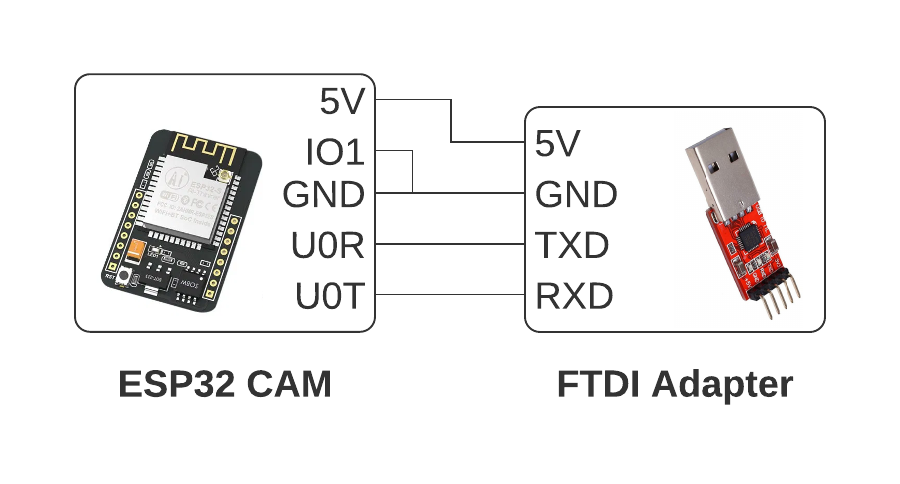 5V
IO1
GND
U0R
U0T
5V
GND
TXD
RXD
ESP32 CAM
FTDI Adapter